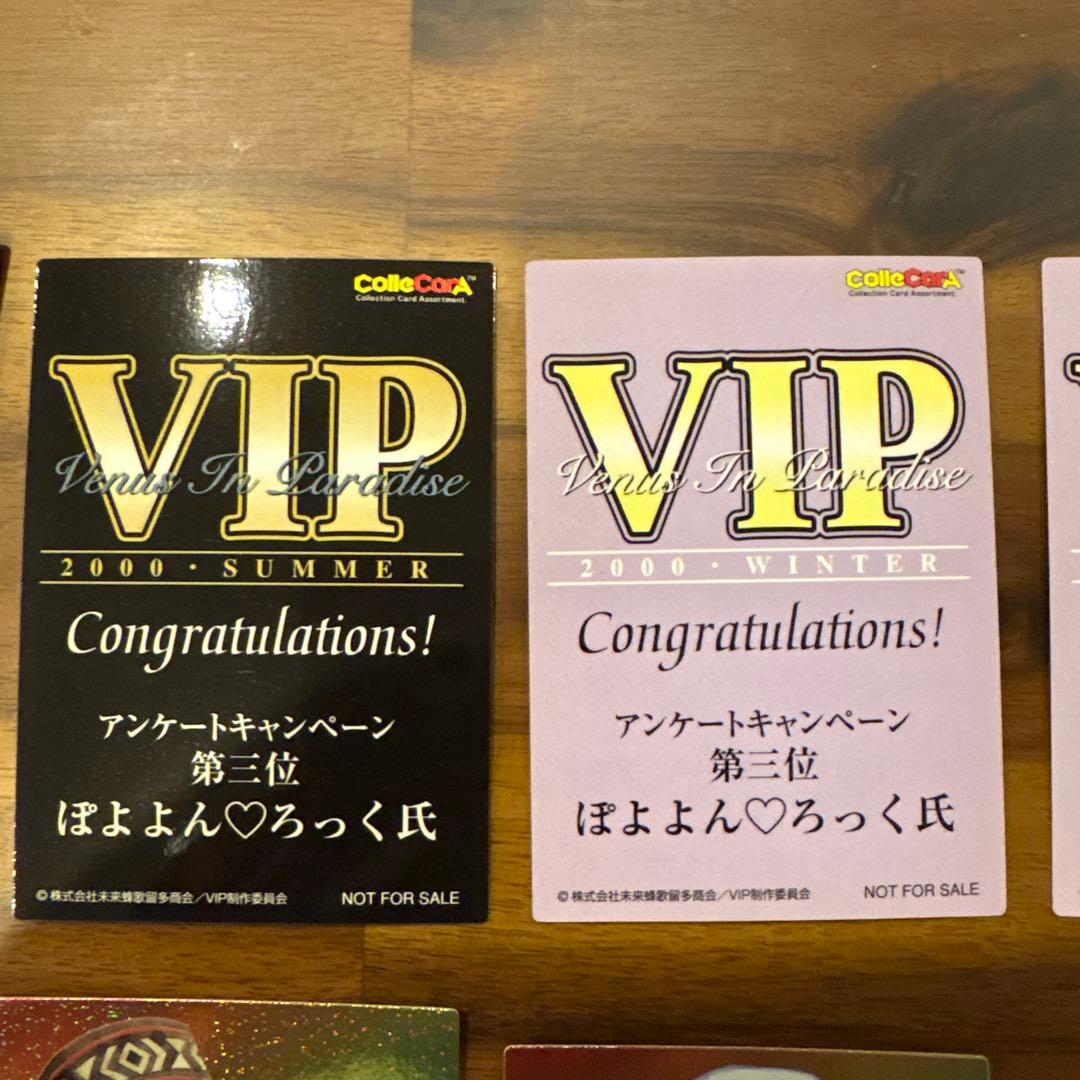 ColleCarA™
Collection Card Assortment.
VIP
Venus In Paradise
2000・SUMMER
Congratulations!
アンケートキャンペーン
第三位
ぽよよん♡ろっく氏
©株式会社未来蜂歌留多商会／VIP制作委員会
NOT FOR SALE
ColleCarA™
Collection Card Assortment.
VIP
Venus In Paradise
2000・WINTER
Congratulations!
アンケートキャンペーン
第三位
ぽよよん♡ろっく氏
©株式会社未来蜂歌留多商会／VIP制作委員会
NOT FOR SALE